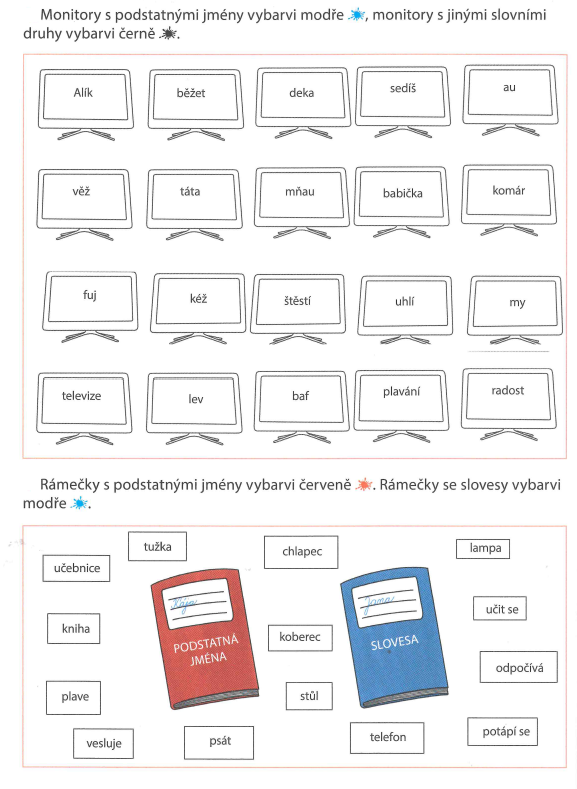 Monitory s podstatnými jmény vybarvi modře, monitory s jinými slovními
druhy vybarvi černě.
Alík běžet deka sedíš au
věž táta mňau babička komár
fuj kéž štěstí uhlí my
televize lev baf plavání radost
Rámečky s podstatnými jmény vybarvi červeně. Rámečky se slovesy vybarvi
modře.
tužka chlapec lampa
učebnice
Kája
Jana
učit se
kniha koberec
PODSTATNÁ
JMÉNA
SLOVESA
odpočívá
plave stůl
vesluje psát telefon potápí se